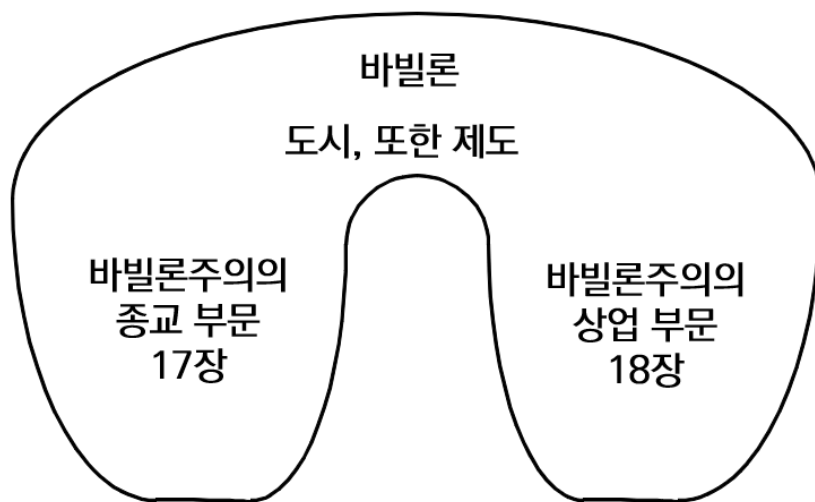 바빌론
도시, 또한 제도
바빌론주의의
종교 부문
17장
바빌론주의의
상업 부문
18장